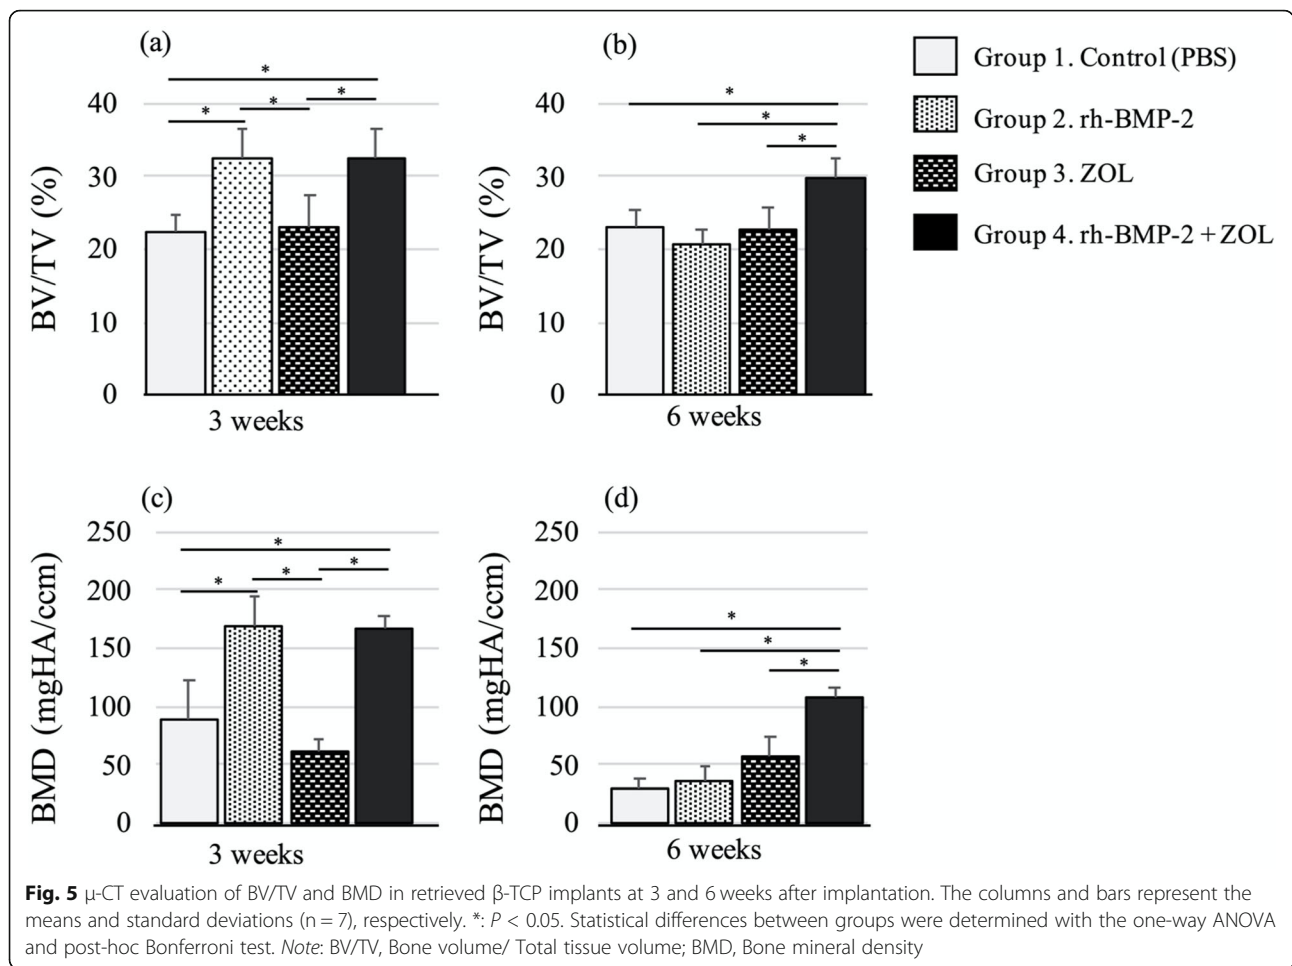 (a)
*
*
*
*
40
30
20
10
0
BV/TV (%)
3 weeks
(b)
*
*
*
40
30
20
10
0
BV/TV (%)
6 weeks
Group 1. Control (PBS)
Group 2. rh-BMP-2
Group 3. ZOL
Group 4. rh-BMP-2 + ZOL
(c)
250
200
150
100
50
0
*
*
*
*
BMD (mgHA/ccm)
3 weeks
(d)
250
200
150
100
50
0
*
*
*
BMD (mgHA/ccm)
6 weeks
Fig. 5 μ-CT evaluation of BV/TV and BMD in retrieved β-TCP implants at 3 and 6 weeks after implantation. The columns and bars represent the
means and standard deviations (n = 7), respectively. *: P < 0.05. Statistical differences between groups were determined with the one-way ANOVA
and post-hoc Bonferroni test. Note: BV/TV, Bone volume/ Total tissue volume; BMD, Bone mineral density